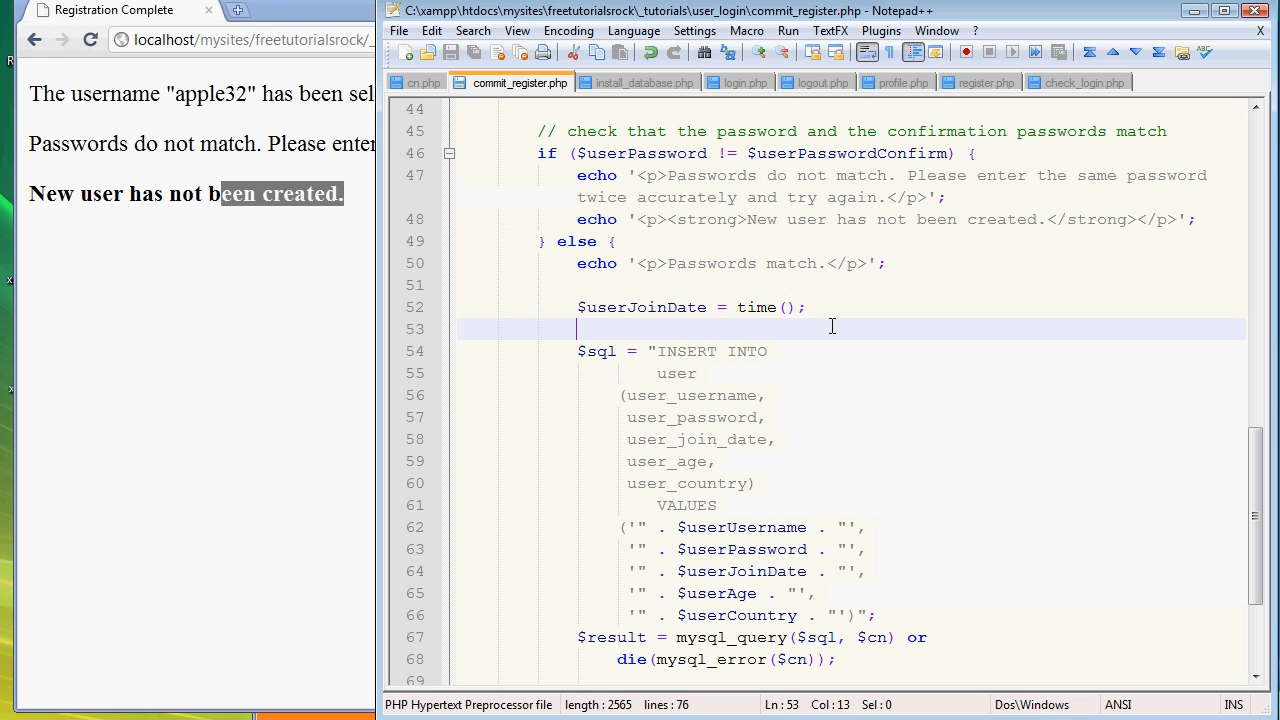 Registration Complete
localhost/mysites/freetutorialsrock/_
The username "apple32" has been sel
Passwords do not match. Please enter
New user has not been created.
C:\xampp\htdocs\mysites\freetutorialsrock\_tutorials\user_login\commit_register.php - Notepad++
File Edit Search View Encoding Language Settings Macro Run TextFX Plugins Window ? X
cn.php commit_register.php install_database.php login.php logout.php profile.php register.php check_login.php
44
45 // check that the password and the confirmation passwords match
46 if ($userPassword != $userPasswordConfirm) {
47 echo '<p>Passwords do not match. Please enter the same password
twice accurately and try again.</p>';
48 echo '<p><strong>New user has not been created.</strong></p>';
49 } else {
50 echo '<p>Passwords match.</p>';
51
52 $userJoinDate = time();
53
54 $sql = "INSERT INTO
55 user
56 (user_username,
57 user_password,
58 user_join_date,
59 user_age,
60 user_country)
61 VALUES
62 ('" . $userUsername . "',
63 '" . $userPassword . "',
64 '" . $userJoinDate . "',
65 '" . $userAge . "',
66 '" . $userCountry . "')";
67 $result = mysql_query($sql, $cn) or
68 die(mysql_error($cn));
69
PHP Hypertext Preprocessor file length : 2565 lines : 76 Ln : 53 Col : 13 Sel : 0 Dos\Windows ANSI INS